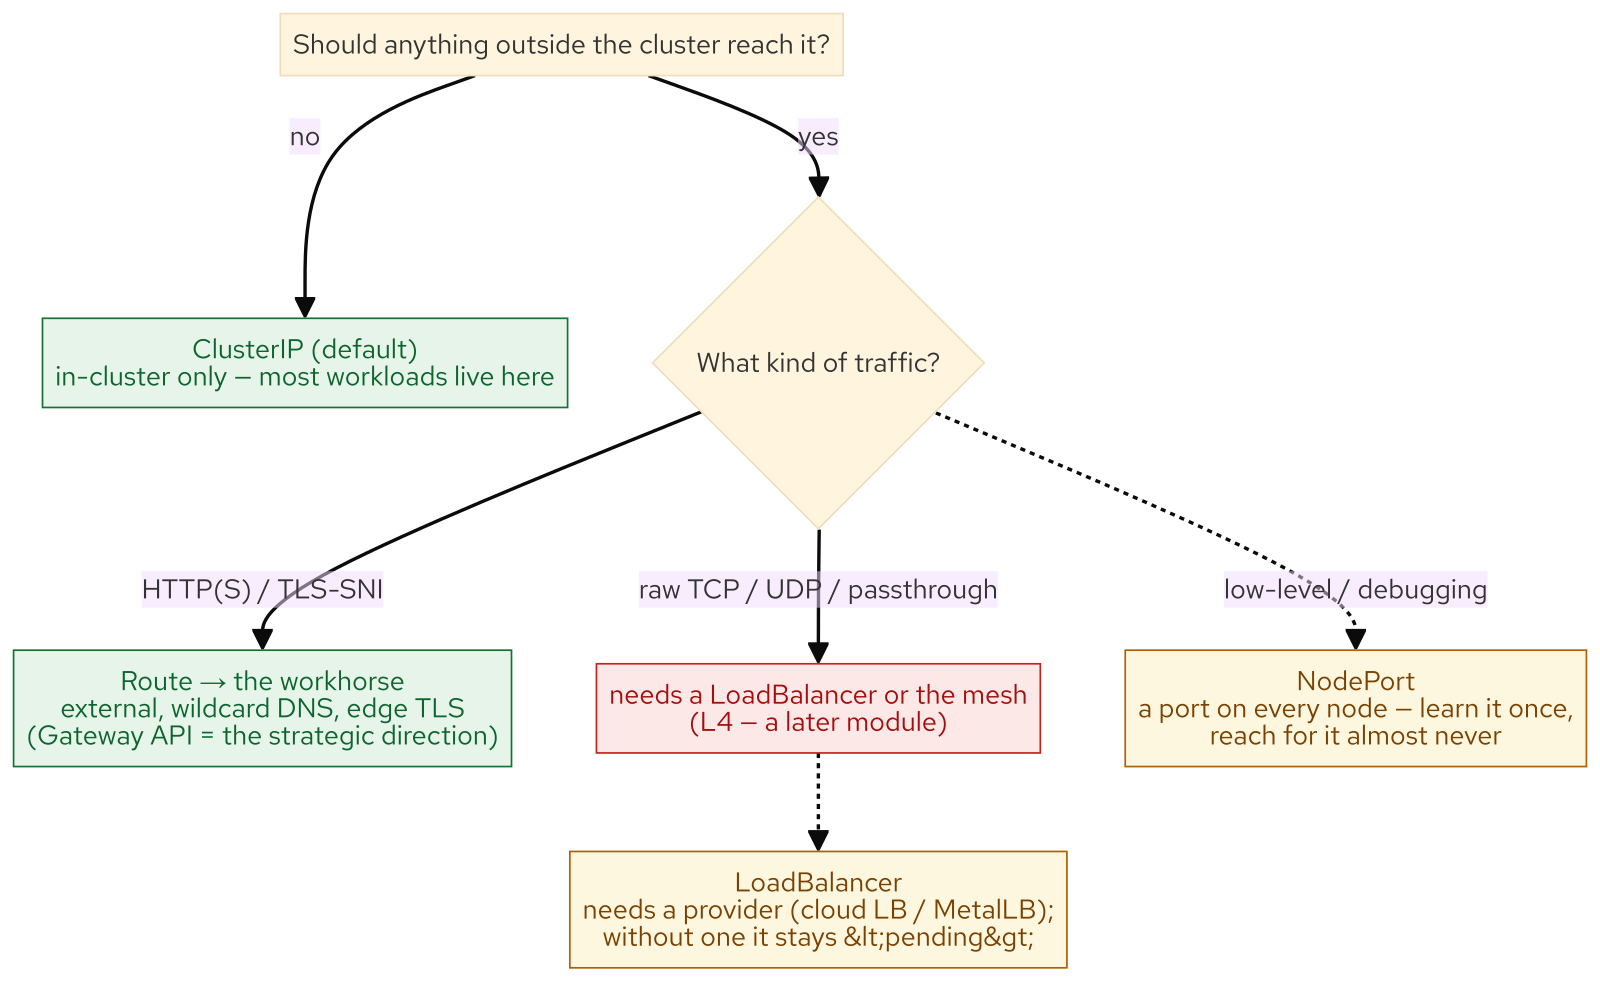 Should anything outside the cluster reach it?
no
yes
ClusterIP (default)
in-cluster only – most workloads live here
What kind of traffic?
HTTP(S) / TLS-SNI
raw TCP / UDP / passthrough
low-level / debugging
Route → the workhorse
external, wildcard DNS, edge TLS
(Gateway API = the strategic direction)
needs a LoadBalancer or the mesh
(L4 – a later module)
NodePort
a port on every node – learn it once,
reach for it almost never
LoadBalancer
needs a provider (cloud LB / MetalLB);
without one it stays &lt;pending&gt;